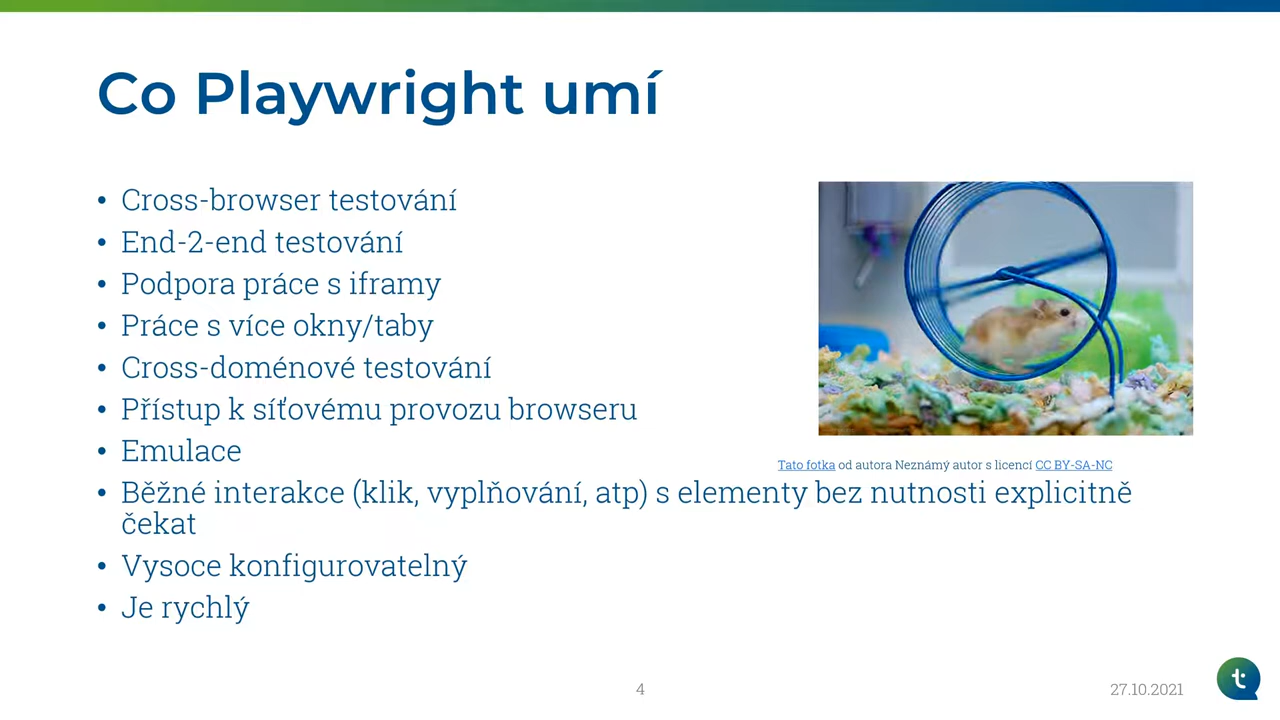 Co Playwright umí
• Cross-browser testování
• End-2-end testování
• Podpora práce s iframy
• Práce s více okny/taby
• Cross-doménové testování
• Přístup k síťovému provozu browseru
• Emulace
Tato fotka od autora Neznámý autor s licencí CC BY-SA-NC
• Běžné interakce (klik, vyplňování, atp) s elementy bez nutnosti explicitně
čekat
• Vysoce konfigurovatelný
• Je rychlý
4
27.10.2021
t